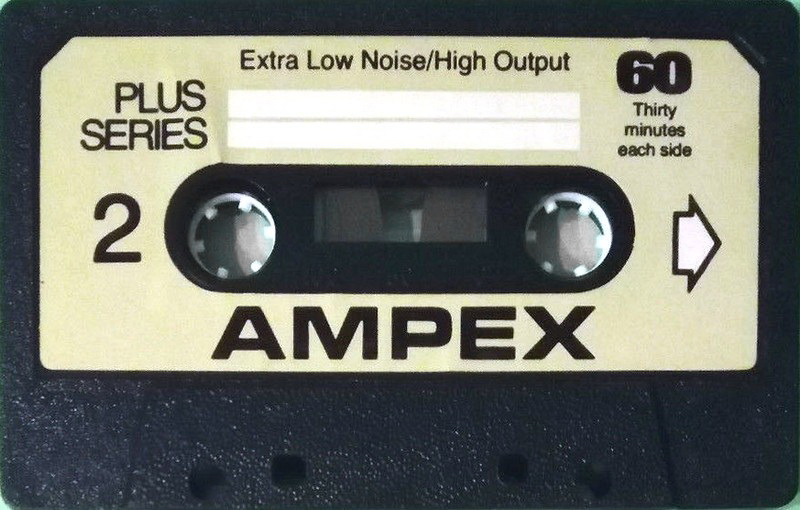 Extra Low Noise/High Output
PLUS
SERIES
60
Thirty
minutes
each side
2
AMPEX